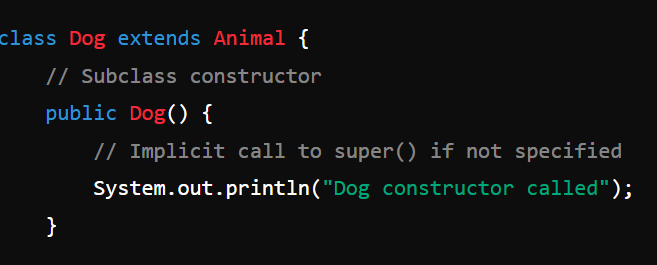 class Dog extends Animal {
// Subclass constructor
public Dog() {
// Implicit call to super() if not specified
System.out.println("Dog constructor called");
}